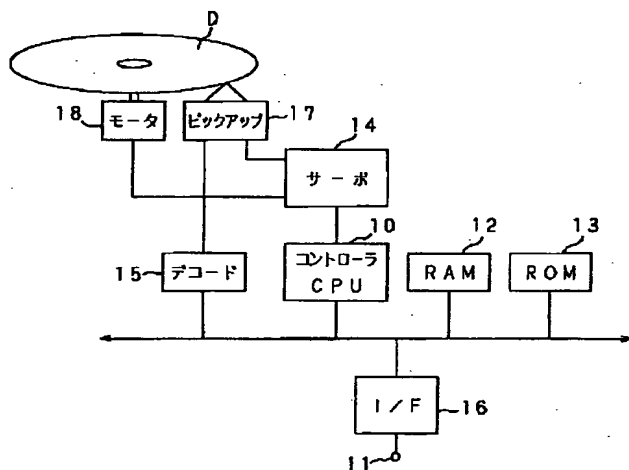 D
18
モータ
ピックアップ
17
14
サーボ
10
12
13
15
デコード
コントローラ
CPU
RAM
ROM
I/F
16
11